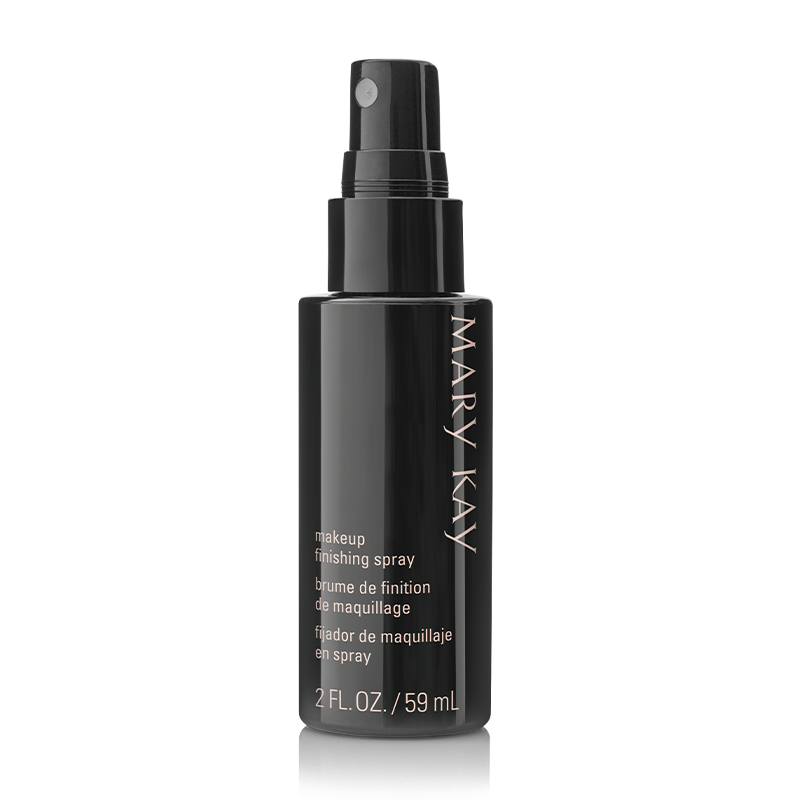 MARY KAY
makeup
finishing spray
brume de finition
de maquillage
fijador de maquillaje
en spray
2 FL. OZ. / 59 mL